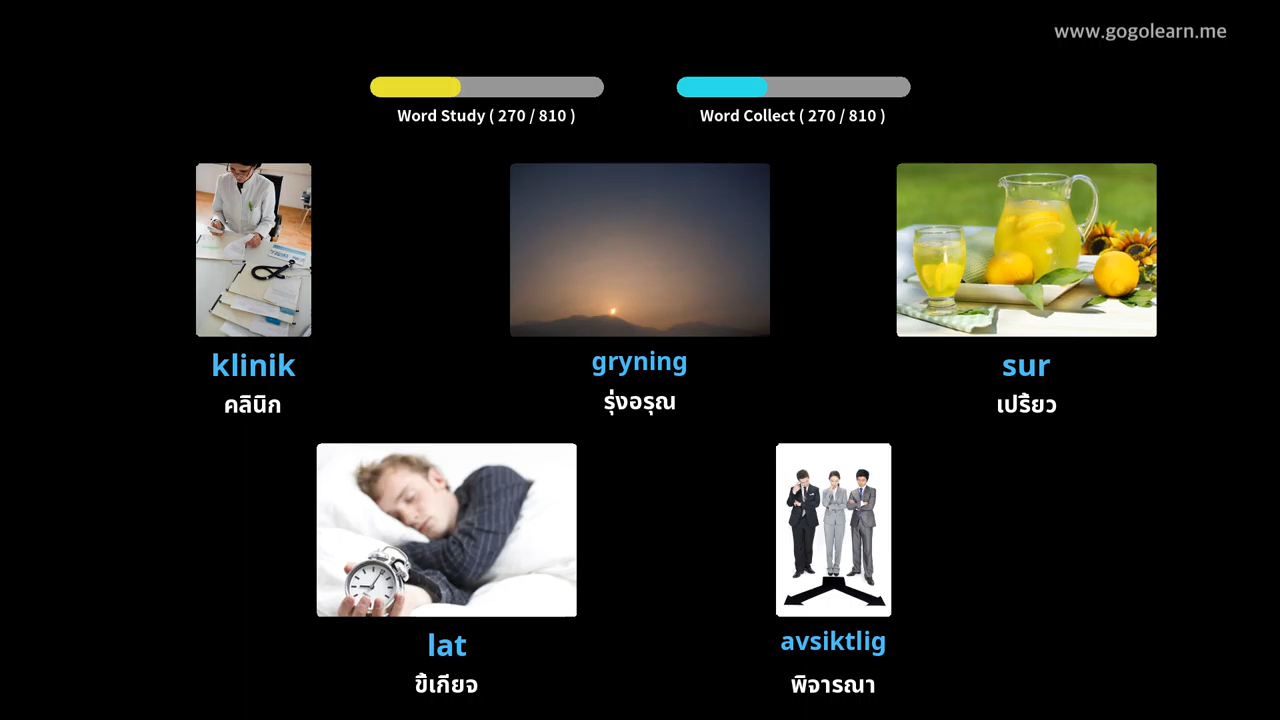 www.gogolearn.me
Word Study ( 270 / 810 )
Word Collect ( 270 / 810 )
klinik
คลินิก
gryning
รุ่งอรุณ
sur
เปรี้ยว
lat
ขี้เกียจ
avsiktlig
พิจารณา